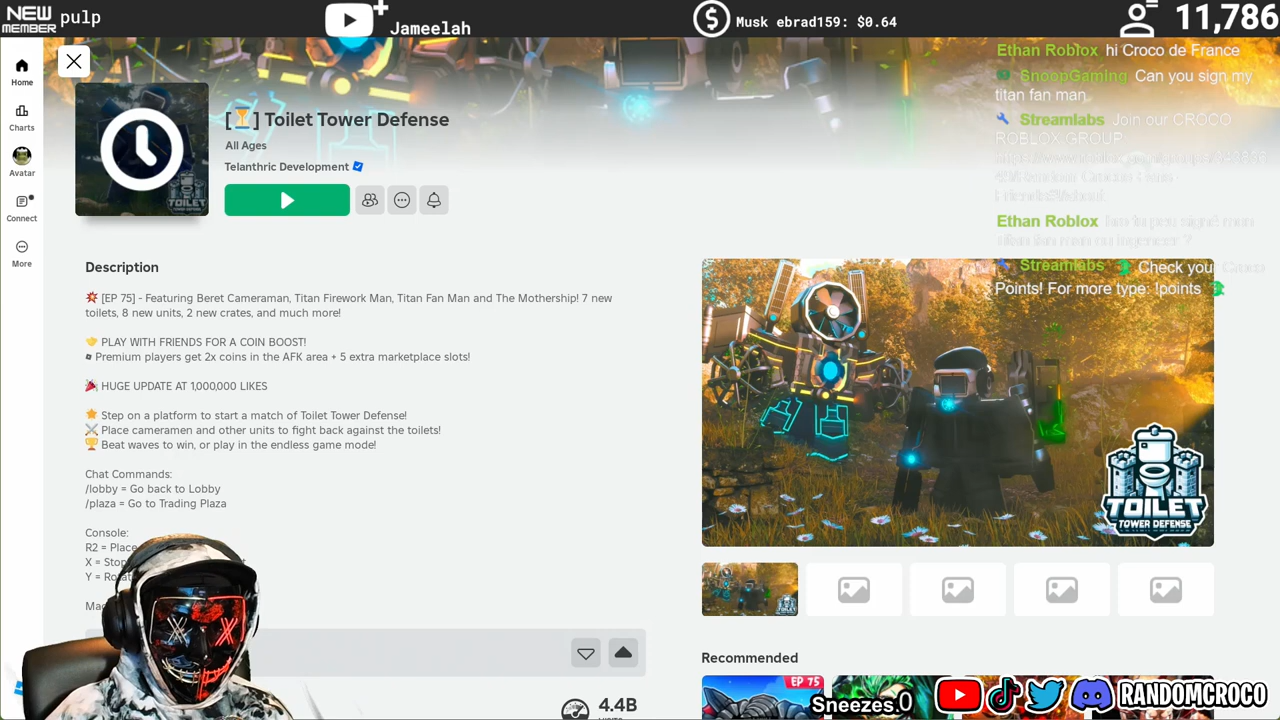 NEW
MEMBER
pulp
Jameelah
Musk ebrad159: $0.64
11,786
Home
Charts
Avatar
Connect
More
[⏳] Toilet Tower Defense
All Ages
Telanthric Development
Description
💥 [EP 75] - Featuring Beret Cameraman, Titan Firework Man, Titan Fan Man and The Mothership! 7 new
toilets, 8 new units, 2 new crates, and much more!
🤝 PLAY WITH FRIENDS FOR A COIN BOOST!
Premium players get 2x coins in the AFK area + 5 extra marketplace slots!
🎉 HUGE UPDATE AT 1,000,000 LIKES
⭐ Step on a platform to start a match of Toilet Tower Defense!
⚔️ Place cameramen and other units to fight back against the toilets!
🏆 Beat waves to win, or play in the endless game mode!
Chat Commands:
/lobby = Go back to Lobby
/plaza = Go to Trading Plaza
Console:
R2 = Place
X = Stop
Y = Rota
Mad
4.4B
Ethan Roblox hi Croco de France
SnoopGaming Can you sign my
titan fan man
Streamlabs Join our CROCO
ROBLOX GROUP
Ethan Roblox
Streamlabs Check your Croco
Points! For more type: !points
TOILET
TOWER DEFENSE
Recommended
EP 75
Sneezes 0
RANDOMCROCO